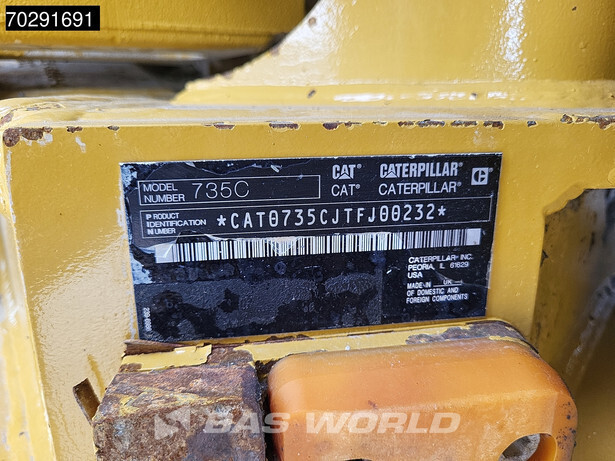 70291691
MODEL NUMBER 735C
CAT CATERPILLAR C
CAT® CATERPILLAR®
PRODUCT IDENTIFICATION NUMBER *CAT0735CJTFJ00232*
CATERPILLAR INC.
PEORIA, IL 61629
USA
MADE IN UK
OF DOMESTIC AND
FOREIGN COMPONENTS
BAS WORLD